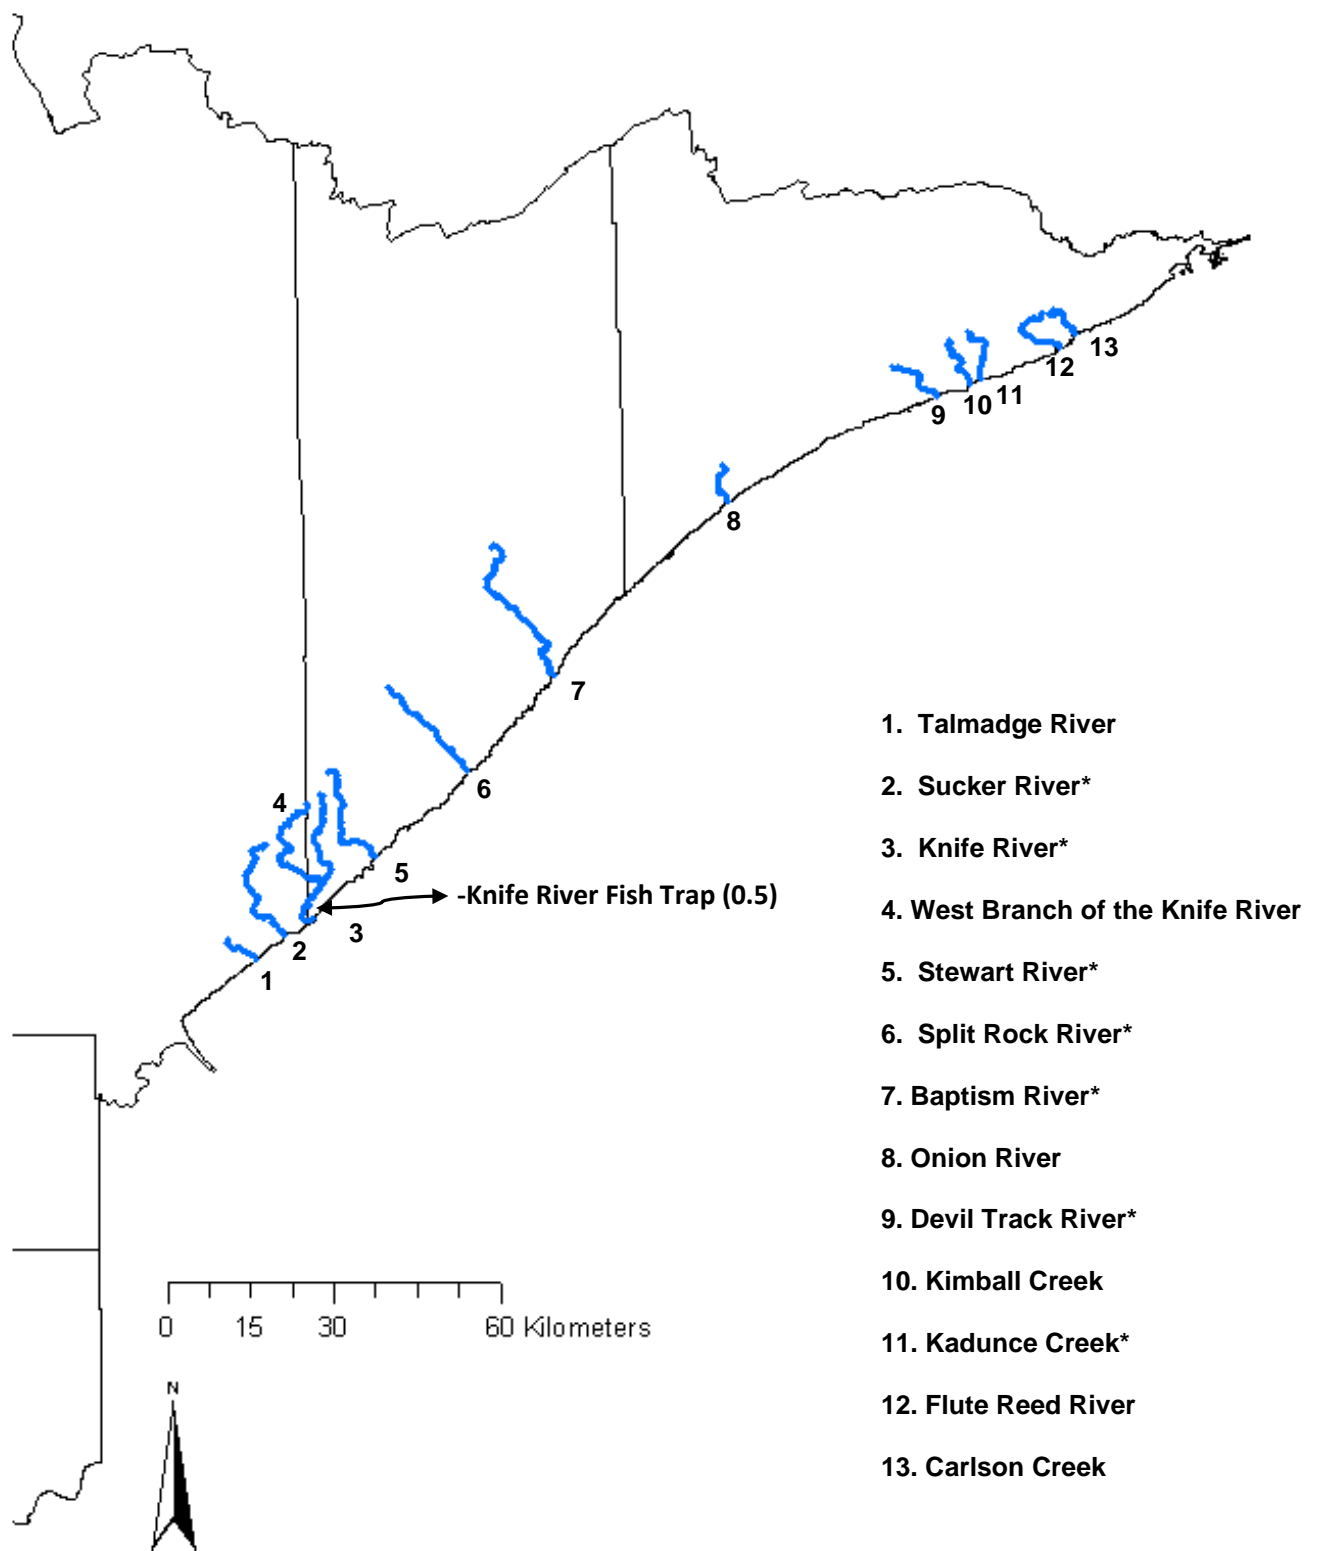 13
12
11
10
9
8
7
6
4
5
-Knife River Fish Trap (0.5)
3
2
1
1. Talmadge River
2. Sucker River*
3. Knife River*
4. West Branch of the Knife River
5. Stewart River*
6. Split Rock River*
7. Baptism River*
8. Onion River
9. Devil Track River*
10. Kimball Creek
11. Kadunce Creek*
12. Flute Reed River
13. Carlson Creek
0 15 30 60 Kilometers
N